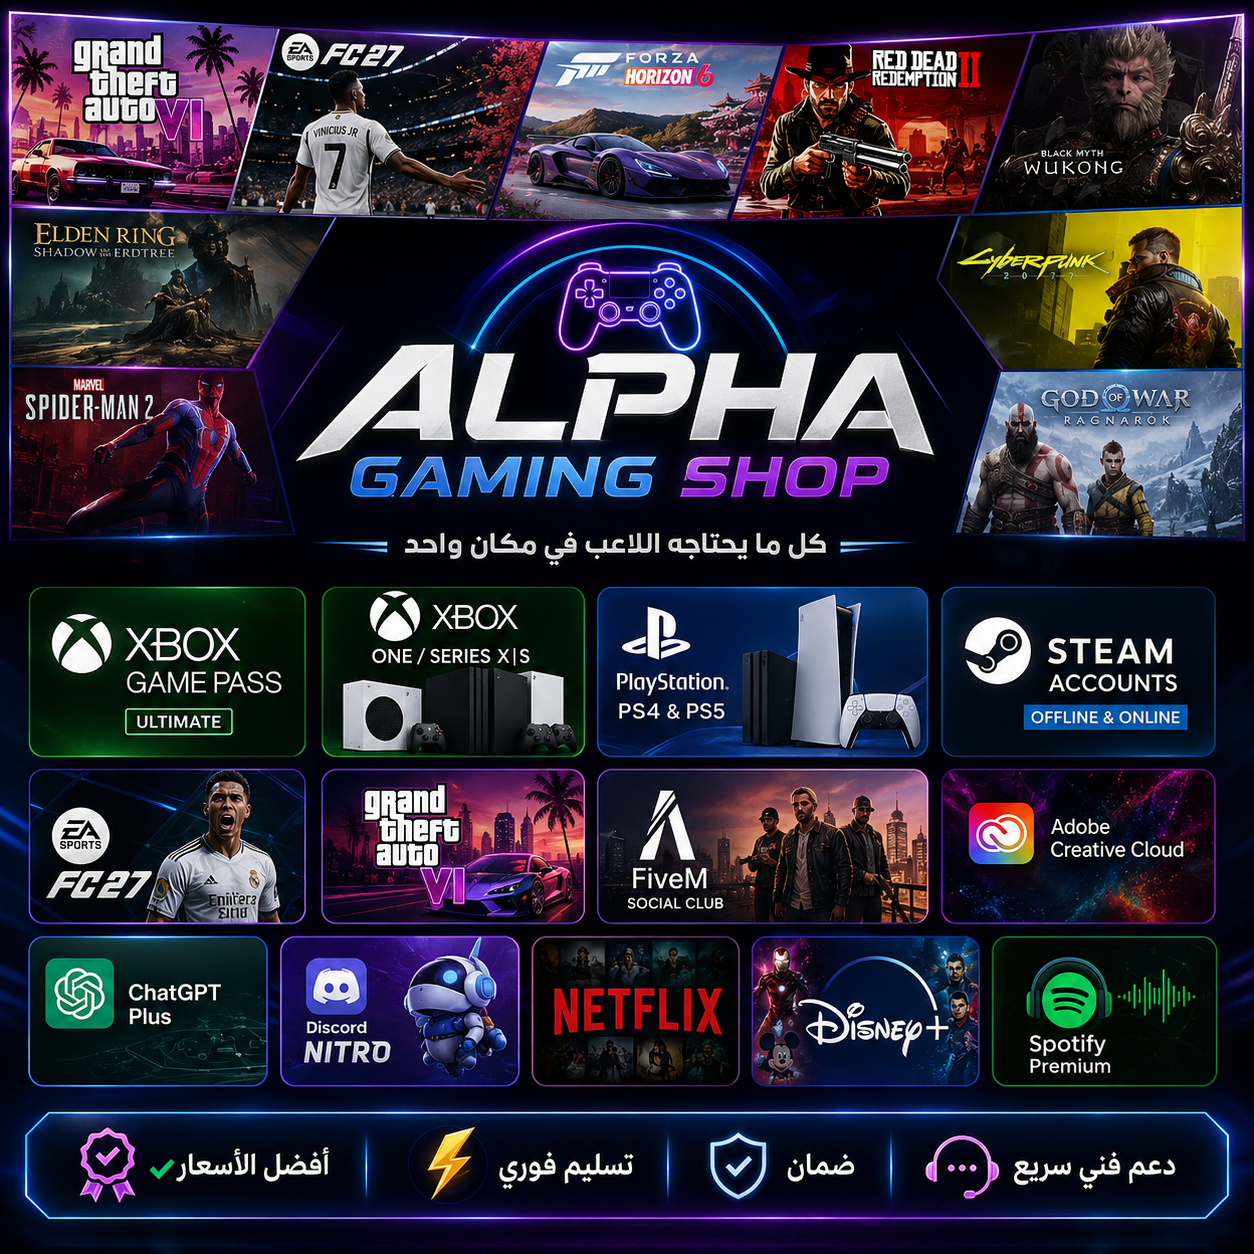 grand
theft
auto VI
EA
SPORTS
FC 27
VINICIUS JR
7
FORZA
HORIZON 6
RED DEAD
REDEMPTION II
BLACK MYTH
WUKONG
ELDEN RING
SHADOW OF THE ERDTREE
CYBERPUNK
2077
MARVEL
SPIDER-MAN 2
GOD OF WAR
RAGNARÖK
ALPHA
GAMING SHOP
كل ما يحتاجه اللاعب في مكان واحد
XBOX
GAME PASS
ULTIMATE
XBOX
ONE / SERIES X|S
PlayStation.
PS4 & PS5
STEAM
ACCOUNTS
OFFLINE & ONLINE
EA
SPORTS
FC 27
grand
theft
auto
VI
FiveM
SOCIAL CLUB
Adobe
Creative Cloud
ChatGPT
Plus
Discord
NITRO
NETFLIX
Disney+
Spotify
Premium
دعم فني سريع
ضمان
تسليم فوري
أفضل الأسعار